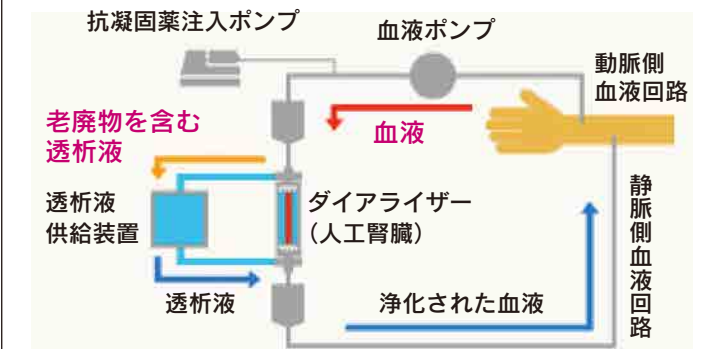 抗凝固薬注入ポンプ
血液ポンプ
動脈側
血液回路
老廃物を含む
透析液
血液
透析液
供給装置
ダイアライザー
（人工腎臓）
静脈側血液回路
透析液
浄化された血液